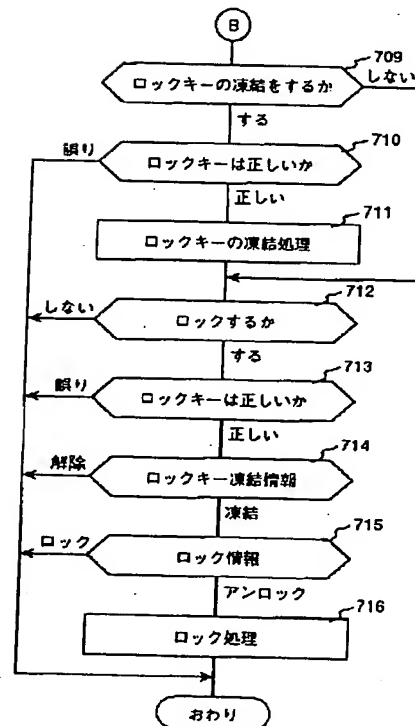 B
709
ロックキーの凍結をするか
しない
する
710
誤り
ロックキーは正しいか
正しい
711
ロックキーの凍結処理
712
しない
ロックするか
する
713
誤り
ロックキーは正しいか
正しい
714
解除
ロックキー凍結情報
凍結
715
ロック
ロック情報
アンロック
716
ロック処理
おわり